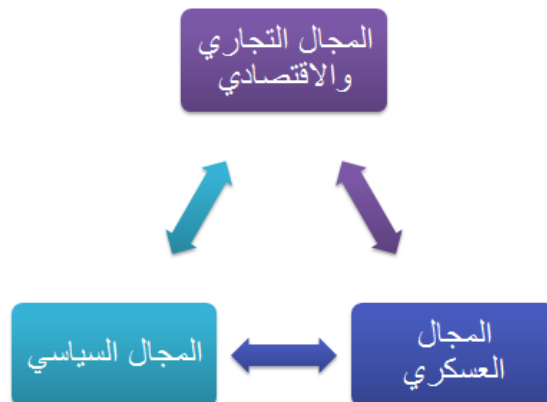 المجال التجاري
والاقتصادي
المجال
العسكري
المجال السياسي